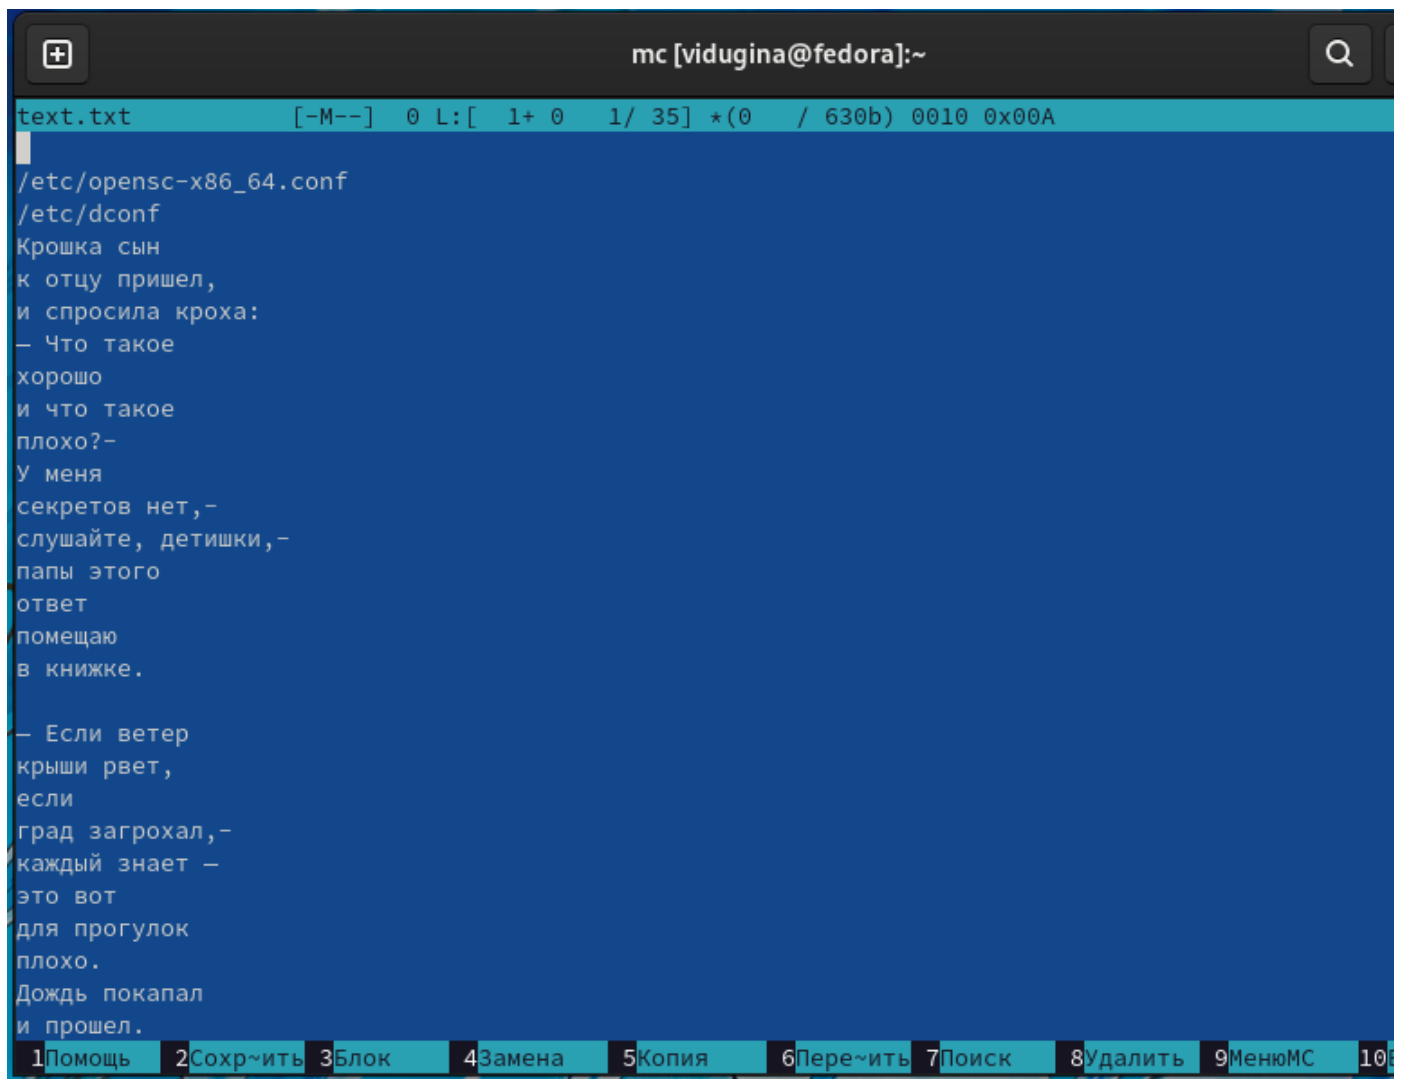 mc [vidugina@fedora]:~
text.txt [-M--] 0 L:[ 1+ 0 1/ 35] *(0 / 630b) 0010 0x00A
/etc/opensc-x86_64.conf
/etc/dconf
Крошка сын
к отцу пришел,
и спросила кроха:
— Что такое
хорошо
и что такое
плохо?-
У меня
секретов нет,-
слушайте, детишки,-
папы этого
ответ
помещаю
в книжке.
— Если ветер
крыши рвет,
если
град загрохал,-
каждый знает —
это вот
для прогулок
плохо.
Дождь покапал
и прошел.
1Помощь 2Сохр~ить 3Блок 4Замена 5Копия 6Пере~ить 7Поиск 8Удалить 9МенюМС 10